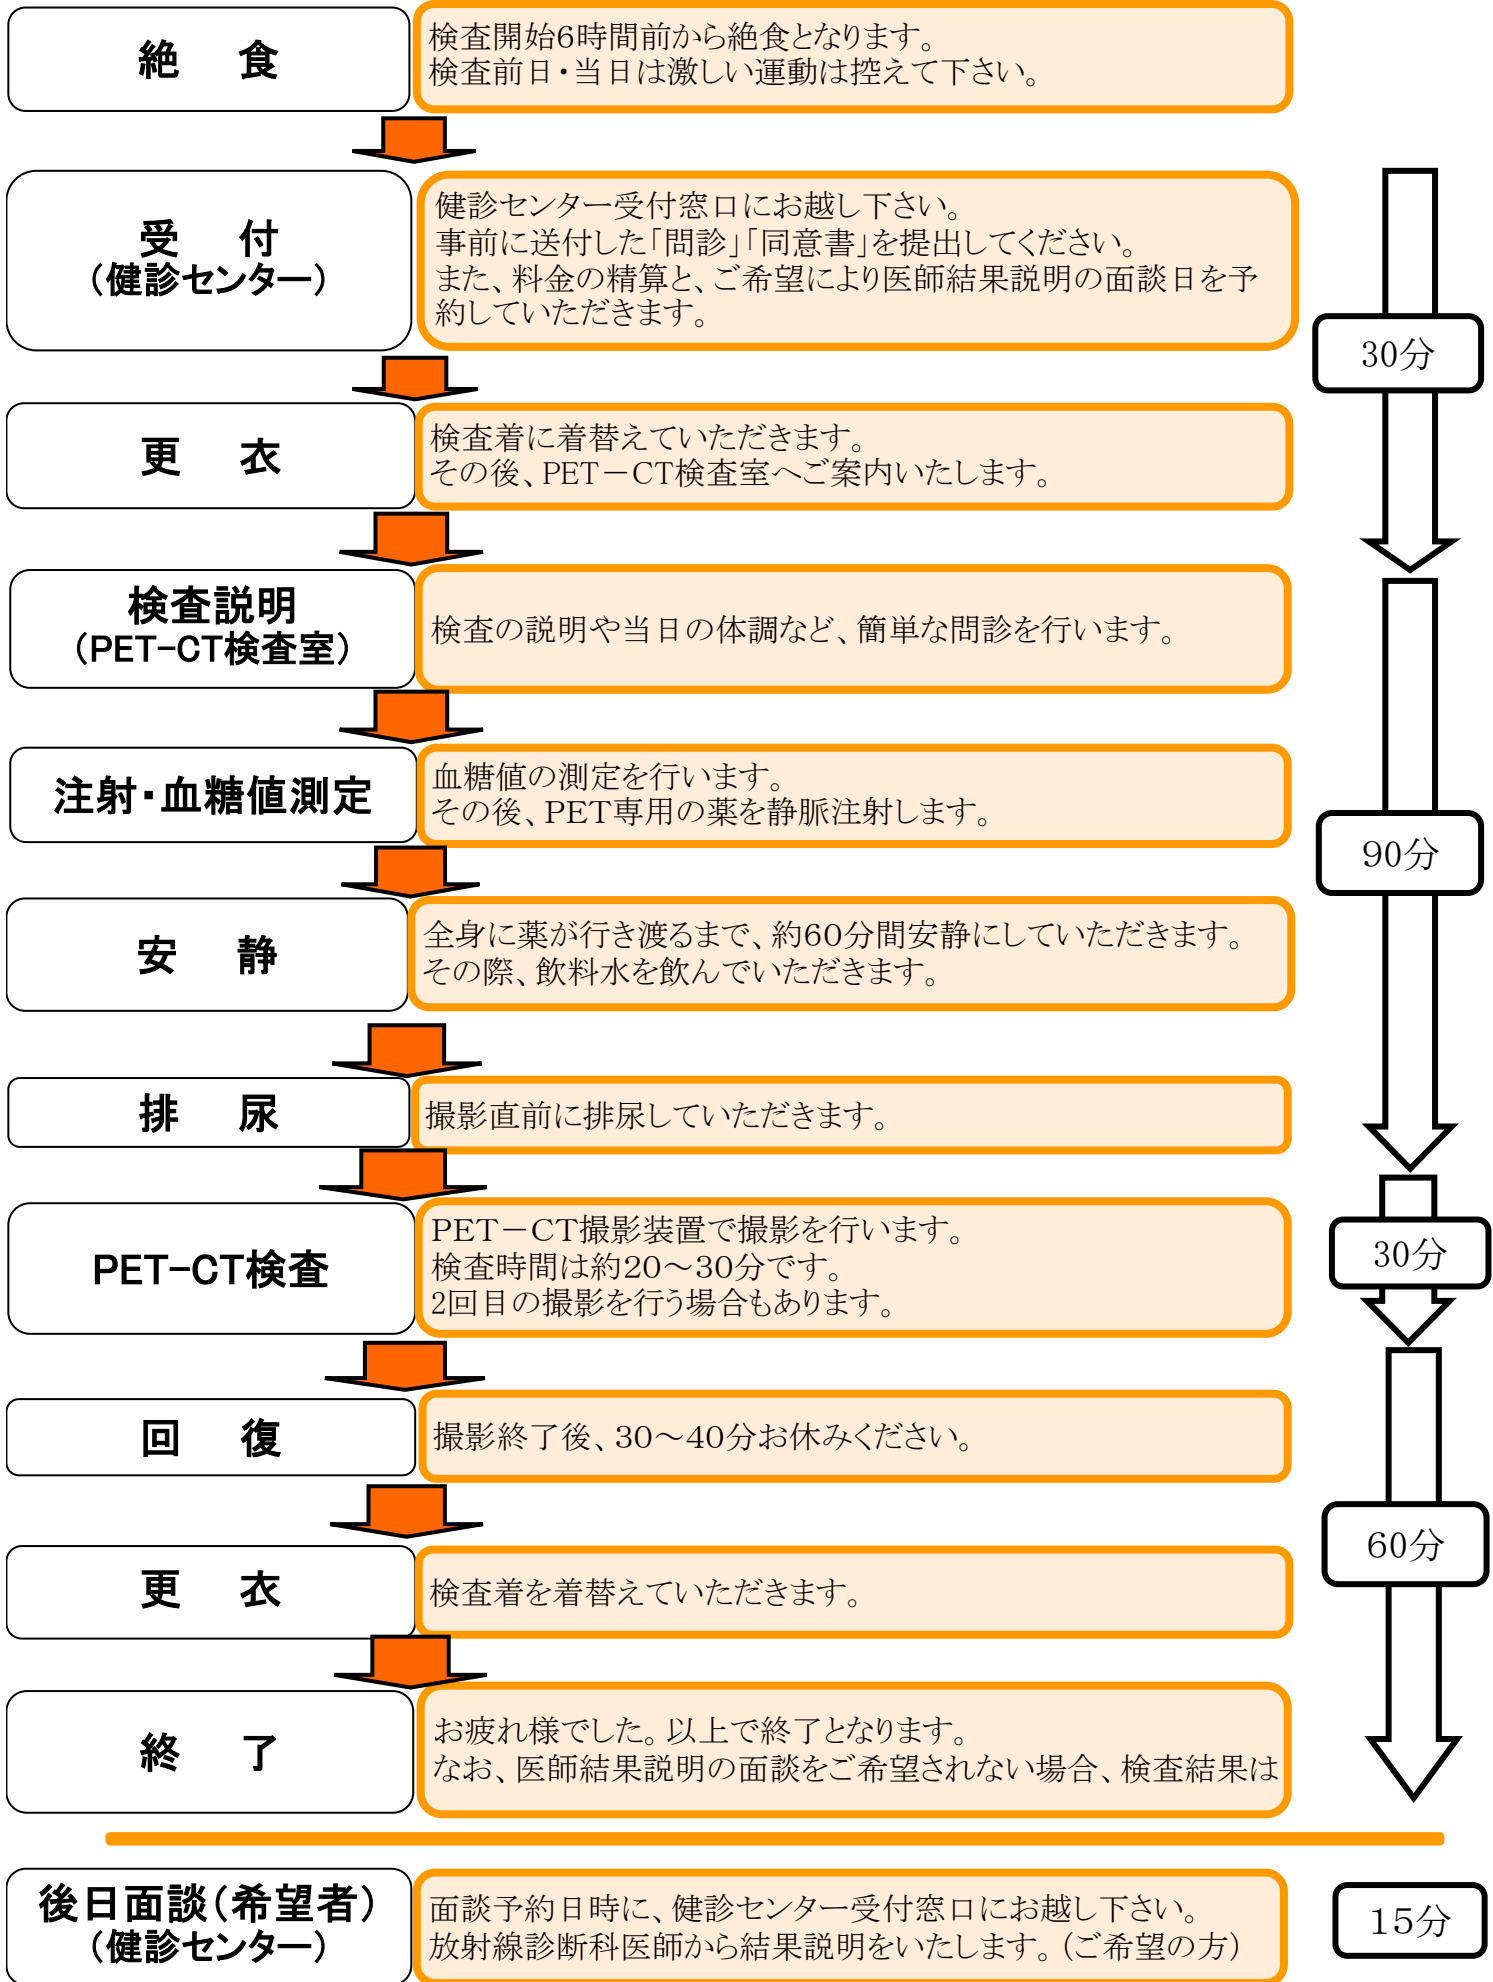 絶　食
検査開始6時間前から絶食となります。
検査前日・当日は激しい運動は控えて下さい。
受　付
（健診センター）
健診センター受付窓口にお越し下さい。
事前に送付した「問診」「同意書」を提出してください。
また、料金の精算と、ご希望により医師結果説明の面談日を予
約していただきます。
30分
更　衣
検査着に着替えていただきます。
その後、PET－CT検査室へご案内いたします。
検査説明
（PET-CT検査室）
検査の説明や当日の体調など、簡単な問診を行います。
注射・血糖値測定
血糖値の測定を行います。
その後、PET専用の薬を静脈注射します。
90分
安　静
全身に薬が行き渡るまで、約60分間安静にしていただきます。
その際、飲料水を飲んでいただきます。
排　尿
撮影直前に排尿していただきます。
PET-CT検査
PET－CT撮影装置で撮影を行います。
検査時間は約20～30分です。
2回目の撮影を行う場合もあります。
30分
回　復
撮影終了後、30～40分お休みください。
60分
更　衣
検査着を着替えていただきます。
終　了
お疲れ様でした。以上で終了となります。
なお、医師結果説明の面談をご希望されない場合、検査結果は
後日面談（希望者）
（健診センター）
面談予約日時に、健診センター受付窓口にお越し下さい。
放射線診断科医師から結果説明をいたします。（ご希望の方）
15分